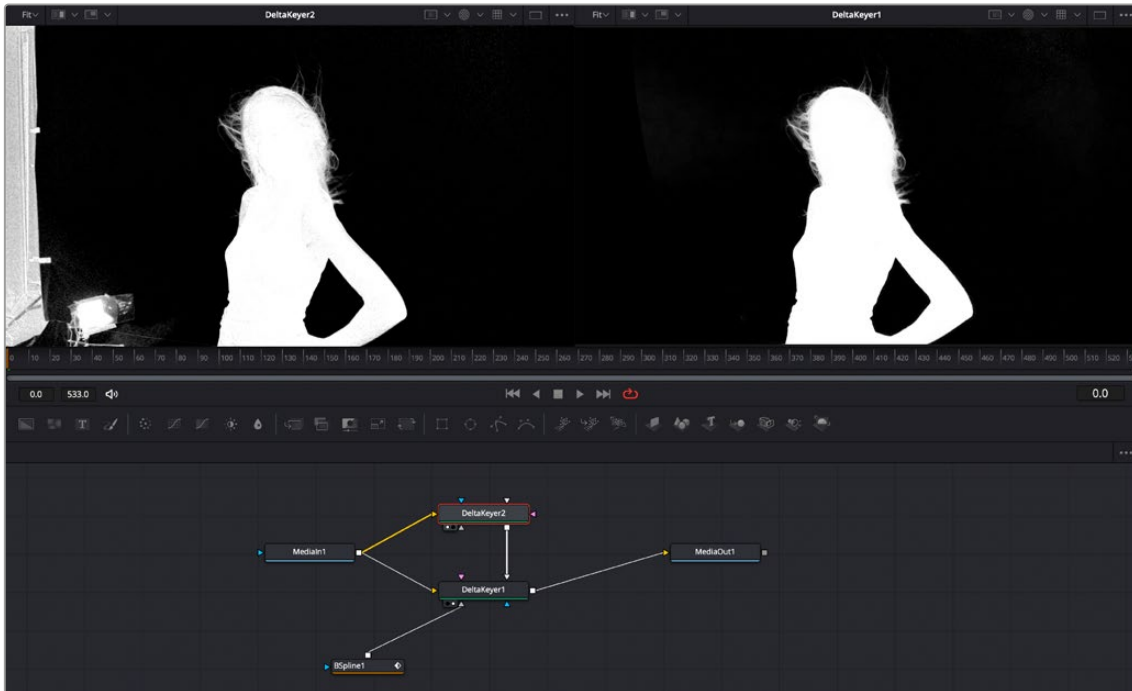 Fit DeltaKeyer2 Fit DeltaKeyer1
0 10 20 30 40 50 60 70 80 90 100 110 120 130 140 150 160 170 180 190 200 210 220 230 240 250 260 270 280 290 300 310 320 330 340 350 360 370 380 390 400 410 420 430 440 450 460 470 480 490 500 510 520
0.0 533.0 0.0
T
DeltaKeyer2
MediaIn1 MediaOut1
DeltaKeyer1
BSpline1